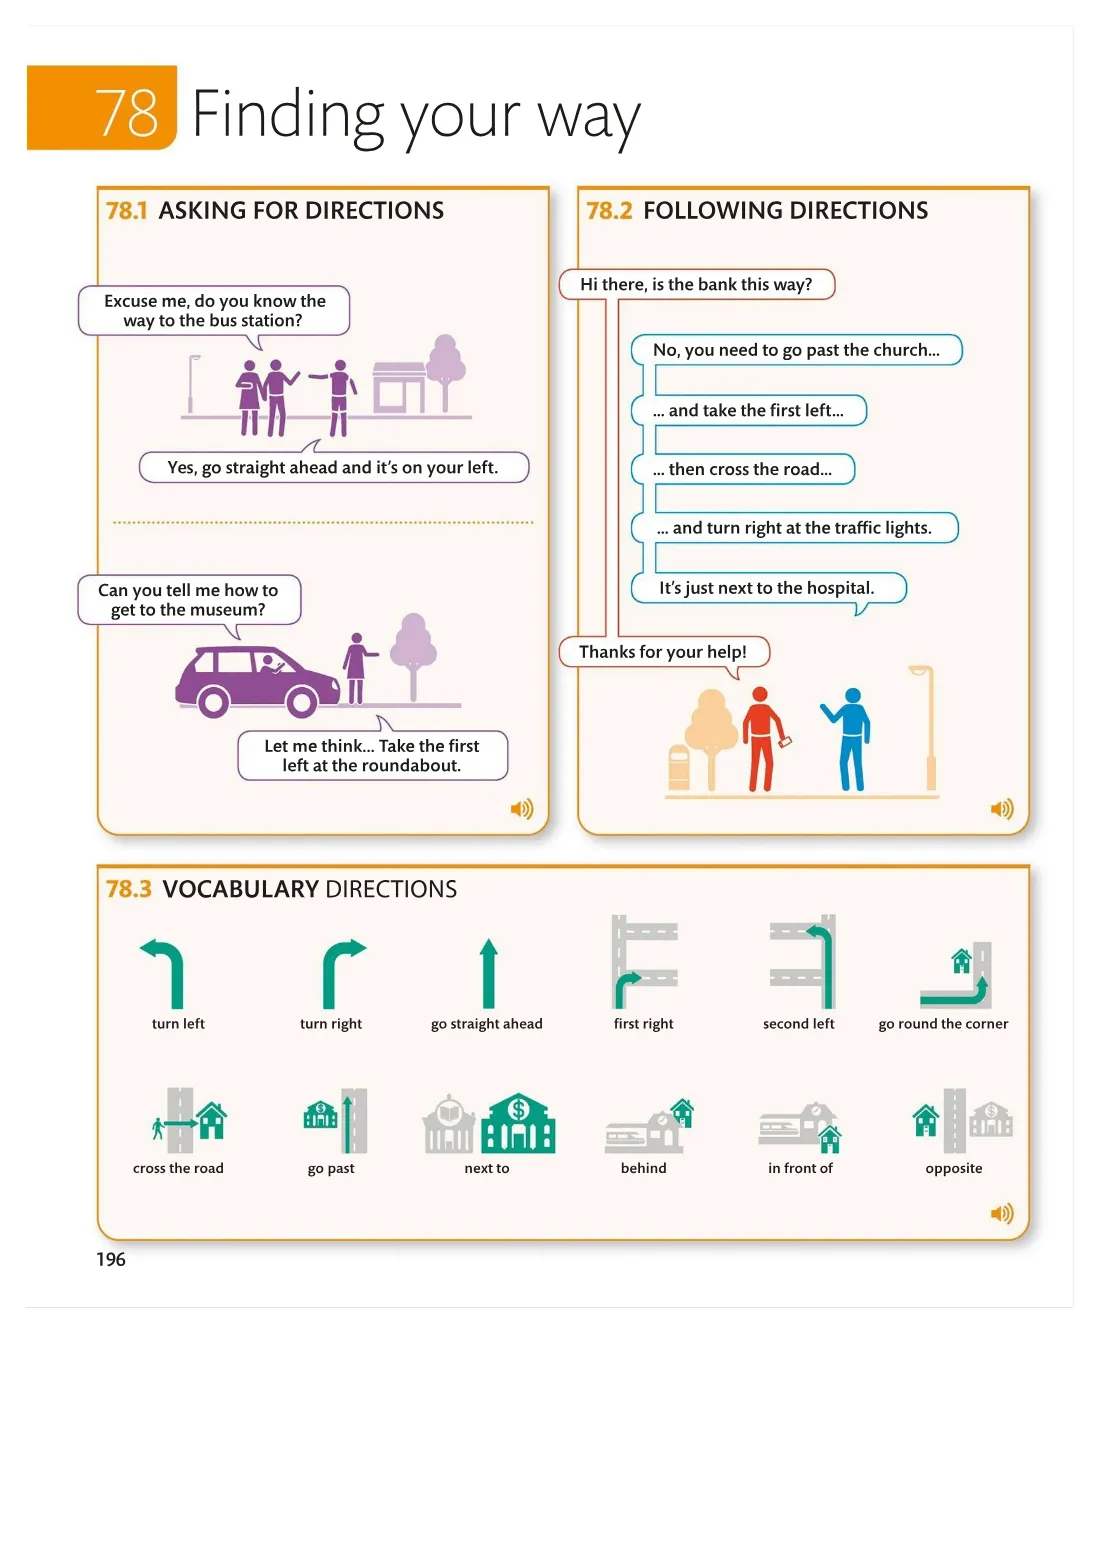 78 Finding your way
78.1 ASKING FOR DIRECTIONS
Excuse me, do you know the
way to the bus station?
Yes, go straight ahead and it's on your left.
Can you tell me how to
get to the museum?
Let me think... Take the first
left at the roundabout.
78.2 FOLLOWING DIRECTIONS
Hi there, is the bank this way?
No, you need to go past the church...
... and take the first left...
... then cross the road...
... and turn right at the traffic lights.
It's just next to the hospital.
Thanks for your help!
78.3 VOCABULARY DIRECTIONS
turn left
turn right
go straight ahead
first right
second left
go round the corner
$
$
$
cross the road
go past
next to
behind
in front of
opposite
196